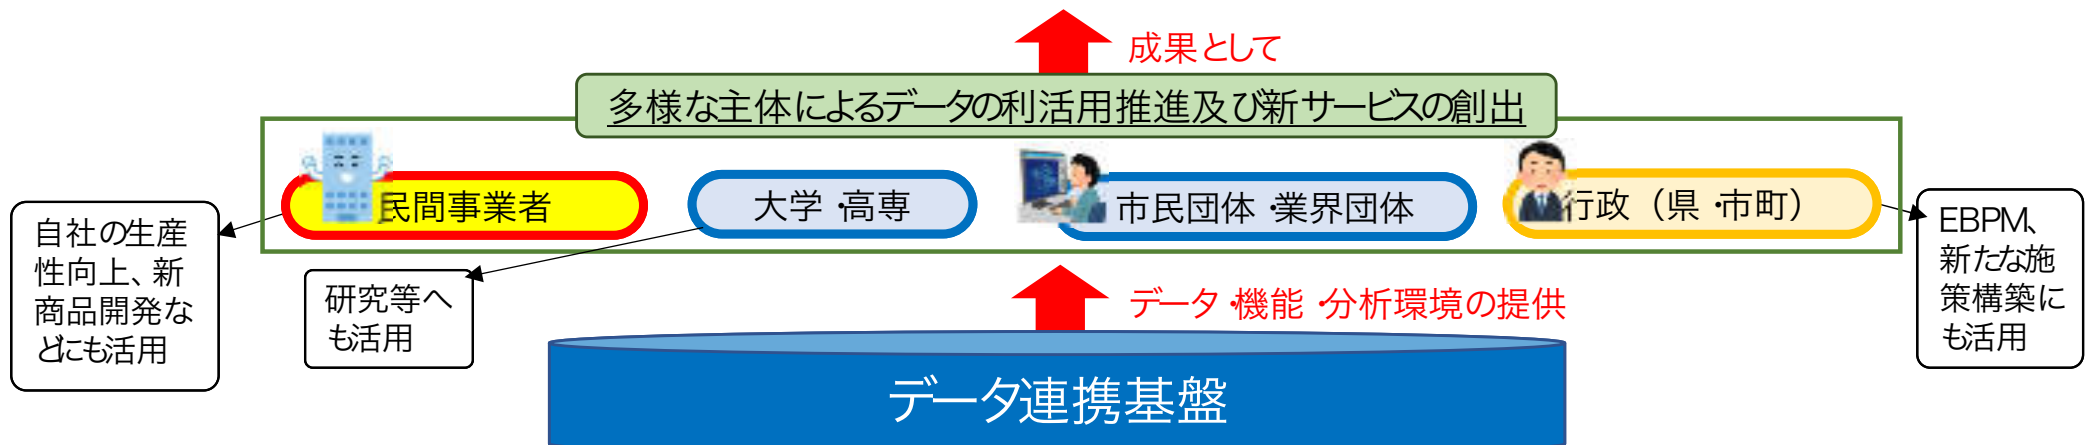 成果として
多様な主体によるデータの利活用推進及び新サービスの創出
民間事業者
大学・高専
市民団体・業界団体
行政（県・市町）
自社の生産
性向上、新
商品開発な
どにも活用
研究等へ
も活用
EBPM、
新たな施
策構築に
も活用
データ・機能・分析環境の提供
データ連携基盤